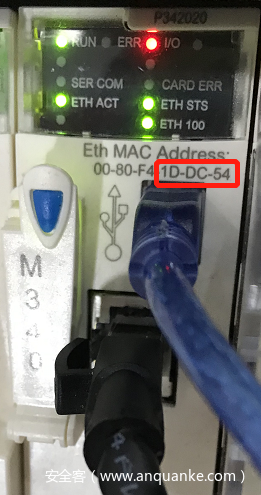 P342020
RUN ERR I/O
SER COM CARD ERR
ETH ACT ETH STS
ETH 100
Eth MAC Address:
00-80-F4 1D-DC-54
M
3
4
0
安全客（www.anquanke.com）